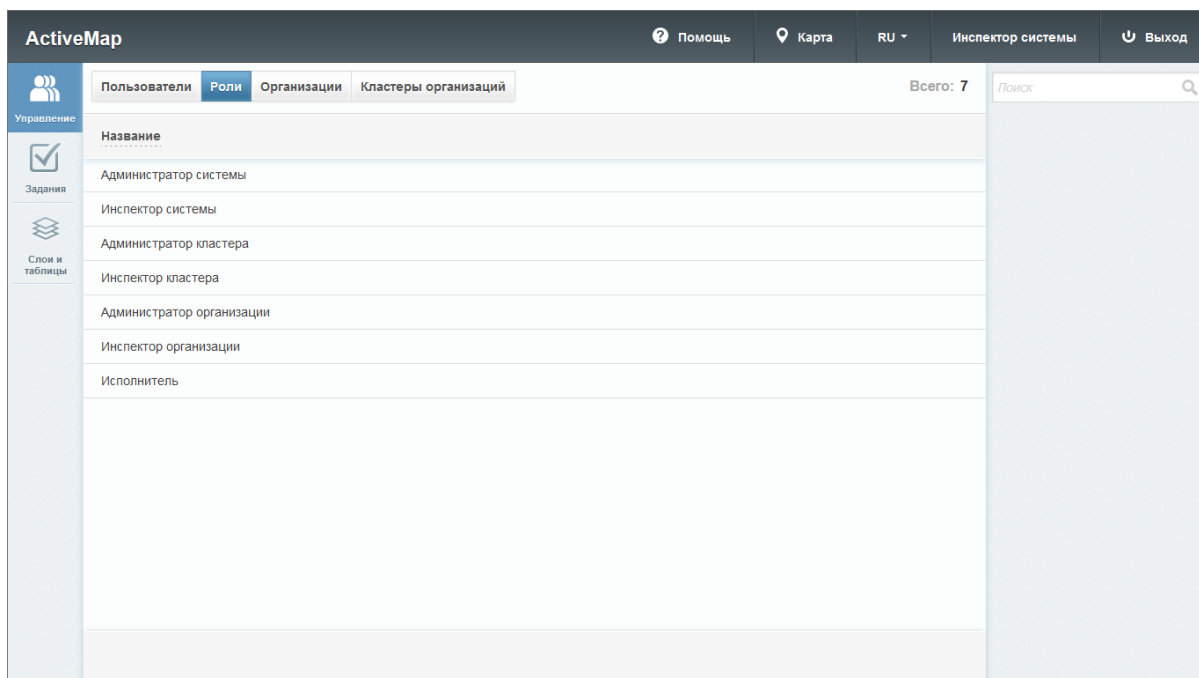 ActiveMap
Помощь
Карта
RU
Инспектор системы
Выход
Управление
Задания
Слои и
таблицы
Пользователи
Роли
Организации
Кластеры организаций
Всего: 7
Поиск
Название
Администратор системы
Инспектор системы
Администратор кластера
Инспектор кластера
Администратор организации
Инспектор организации
Исполнитель